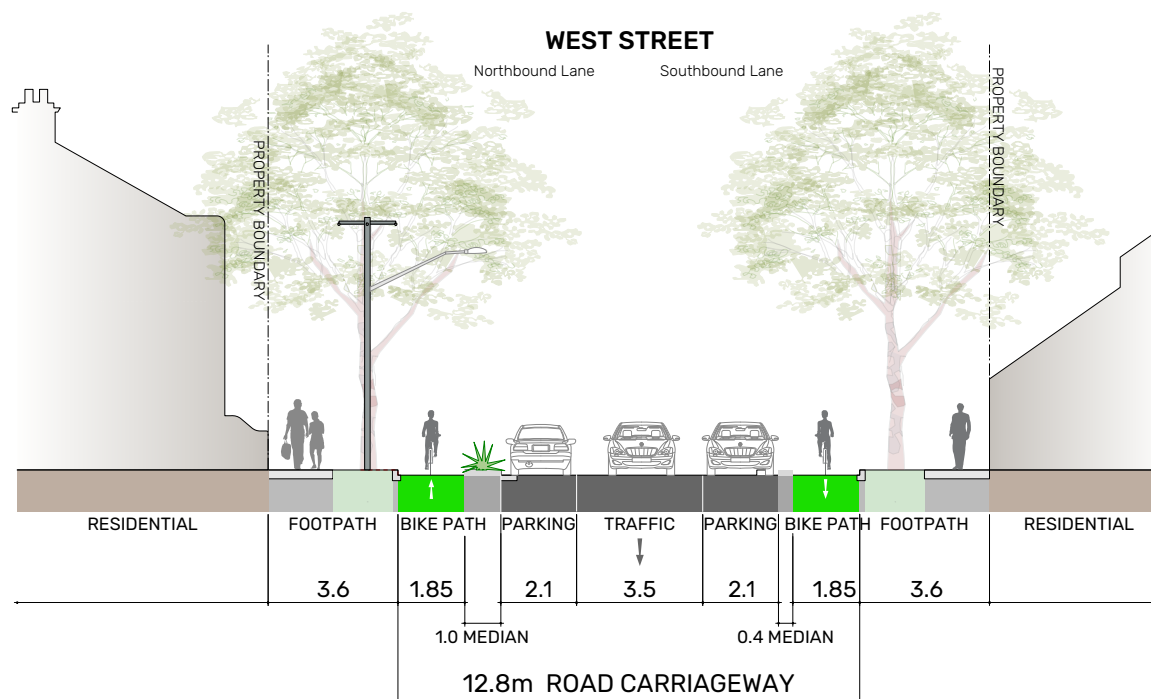 WEST STREET
Northbound Lane Southbound Lane
PROPERTY BOUNDARY
PROPERTY BOUNDARY
RESIDENTIAL FOOTPATH BIKE PATH PARKING TRAFFIC PARKING BIKE PATH FOOTPATH RESIDENTIAL
3.6 1.85 2.1 3.5 2.1 1.85 3.6
1.0 MEDIAN 0.4 MEDIAN
12.8m ROAD CARRIAGEWAY